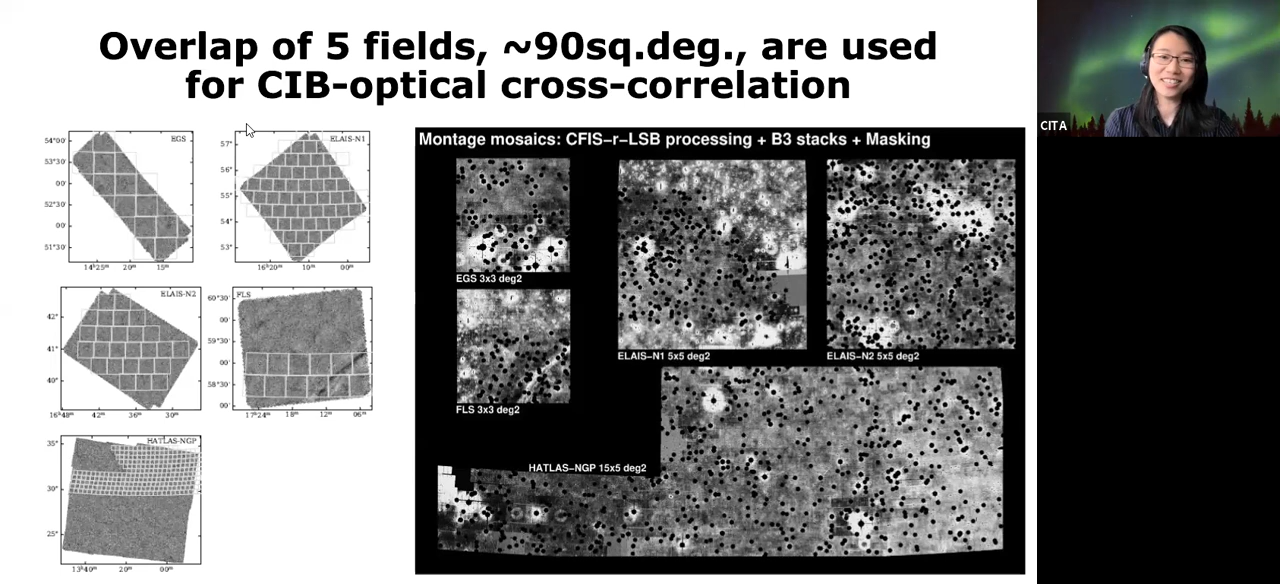 Overlap of 5 fields, ~90sq.deg., are used
for CIB-optical cross-correlation
CITA
EGS
54°00'
53°30'
00'
52°30'
00'
51°30'
14ʰ25ᵐ 20ᵐ 15ᵐ
ELAIS-N1
57°
56°
55°
54°
53°
16ʰ20ᵐ 10ᵐ 00ᵐ
ELAIS-N2
42°
41°
40°
16ʰ48ᵐ 42ᵐ 36ᵐ 30ᵐ
FLS
60°30'
00'
59°30'
00'
58°30'
00'
17ʰ24ᵐ 18ᵐ 12ᵐ 06ᵐ
HATLAS-NGP
35°
30°
25°
13ʰ40ᵐ 20ᵐ 00ᵐ
Montage mosaics: CFIS-r-LSB processing + B3 stacks + Masking
EGS 3x3 deg2
ELAIS-N1 5x5 deg2
ELAIS-N2 5x5 deg2
FLS 3x3 deg2
HATLAS-NGP 15x5 deg2